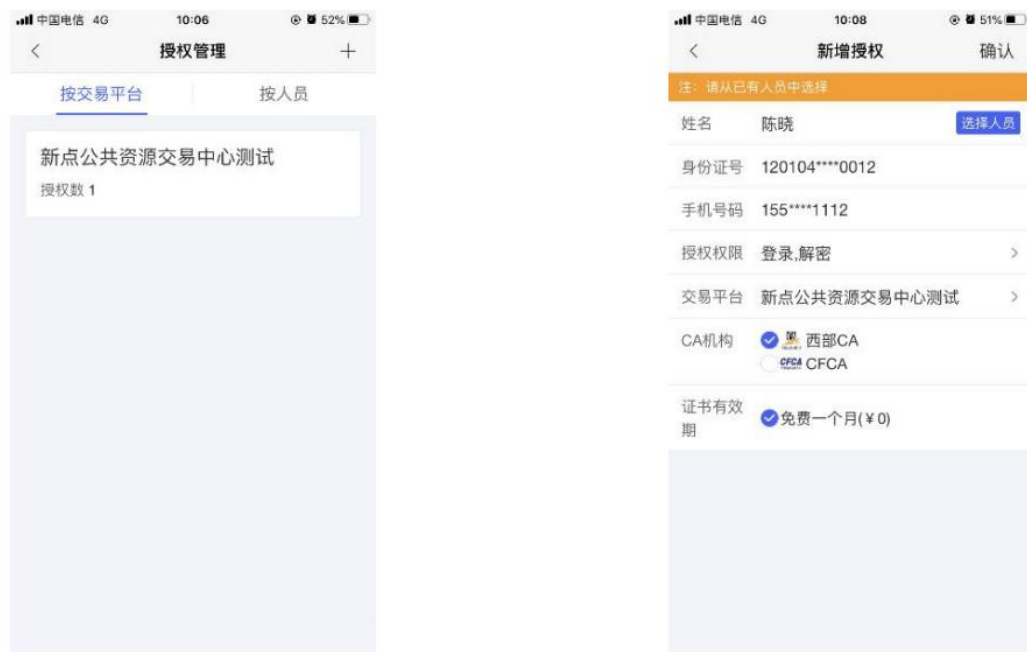 中国电信 4G 10:06 52%
授权管理
按交易平台 按人员
新点公共资源交易中心测试
授权数 1
中国电信 4G 10:08 51%
新增授权 确认
注：请从已有人员中选择
姓名 陈晓 选择人员
身份证号 120104****0012
手机号码 155****1112
授权权限 登录,解密
交易平台 新点公共资源交易中心测试
CA机构 西部CA
CFCA CFCA
证书有效期 免费一个月(¥0)